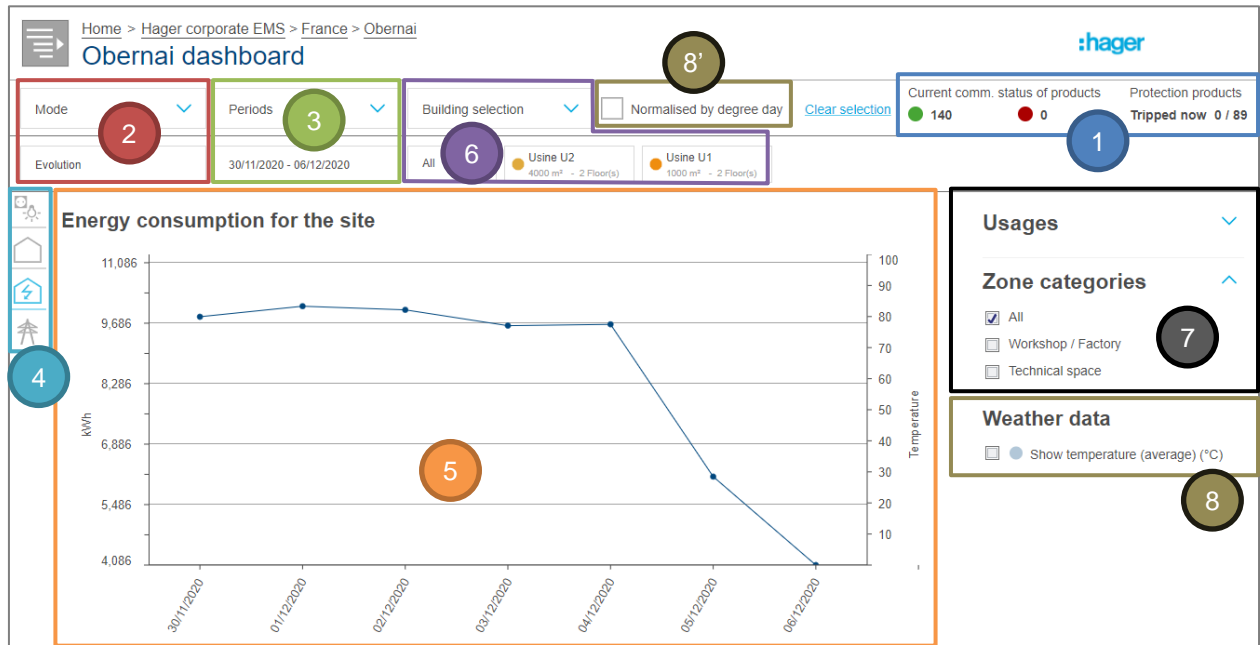 Home > Hager corporate EMS > France > Obernai
Obernai dashboard
:hager
8'
Mode
Periods
Building selection
Normalised by degree day
Clear selection
Current comm. status of products
Protection products
140
0
Tripped now 0 / 89
2
3
6
1
Evolution
30/11/2020 - 06/12/2020
All
Usine U2
4000 m² - 2 Floor(s)
Usine U1
1000 m² - 2 Floor(s)
Energy consumption for the site
11,086
9,686
8,286
6,886
5,486
4,086
kWh
100
90
80
70
60
50
40
30
20
10
Temperature
30/11/2020
01/12/2020
02/12/2020
03/12/2020
04/12/2020
05/12/2020
06/12/2020
4
5
Usages
Zone categories
All
Workshop / Factory
Technical space
7
Weather data
Show temperature (average) (°C)
8